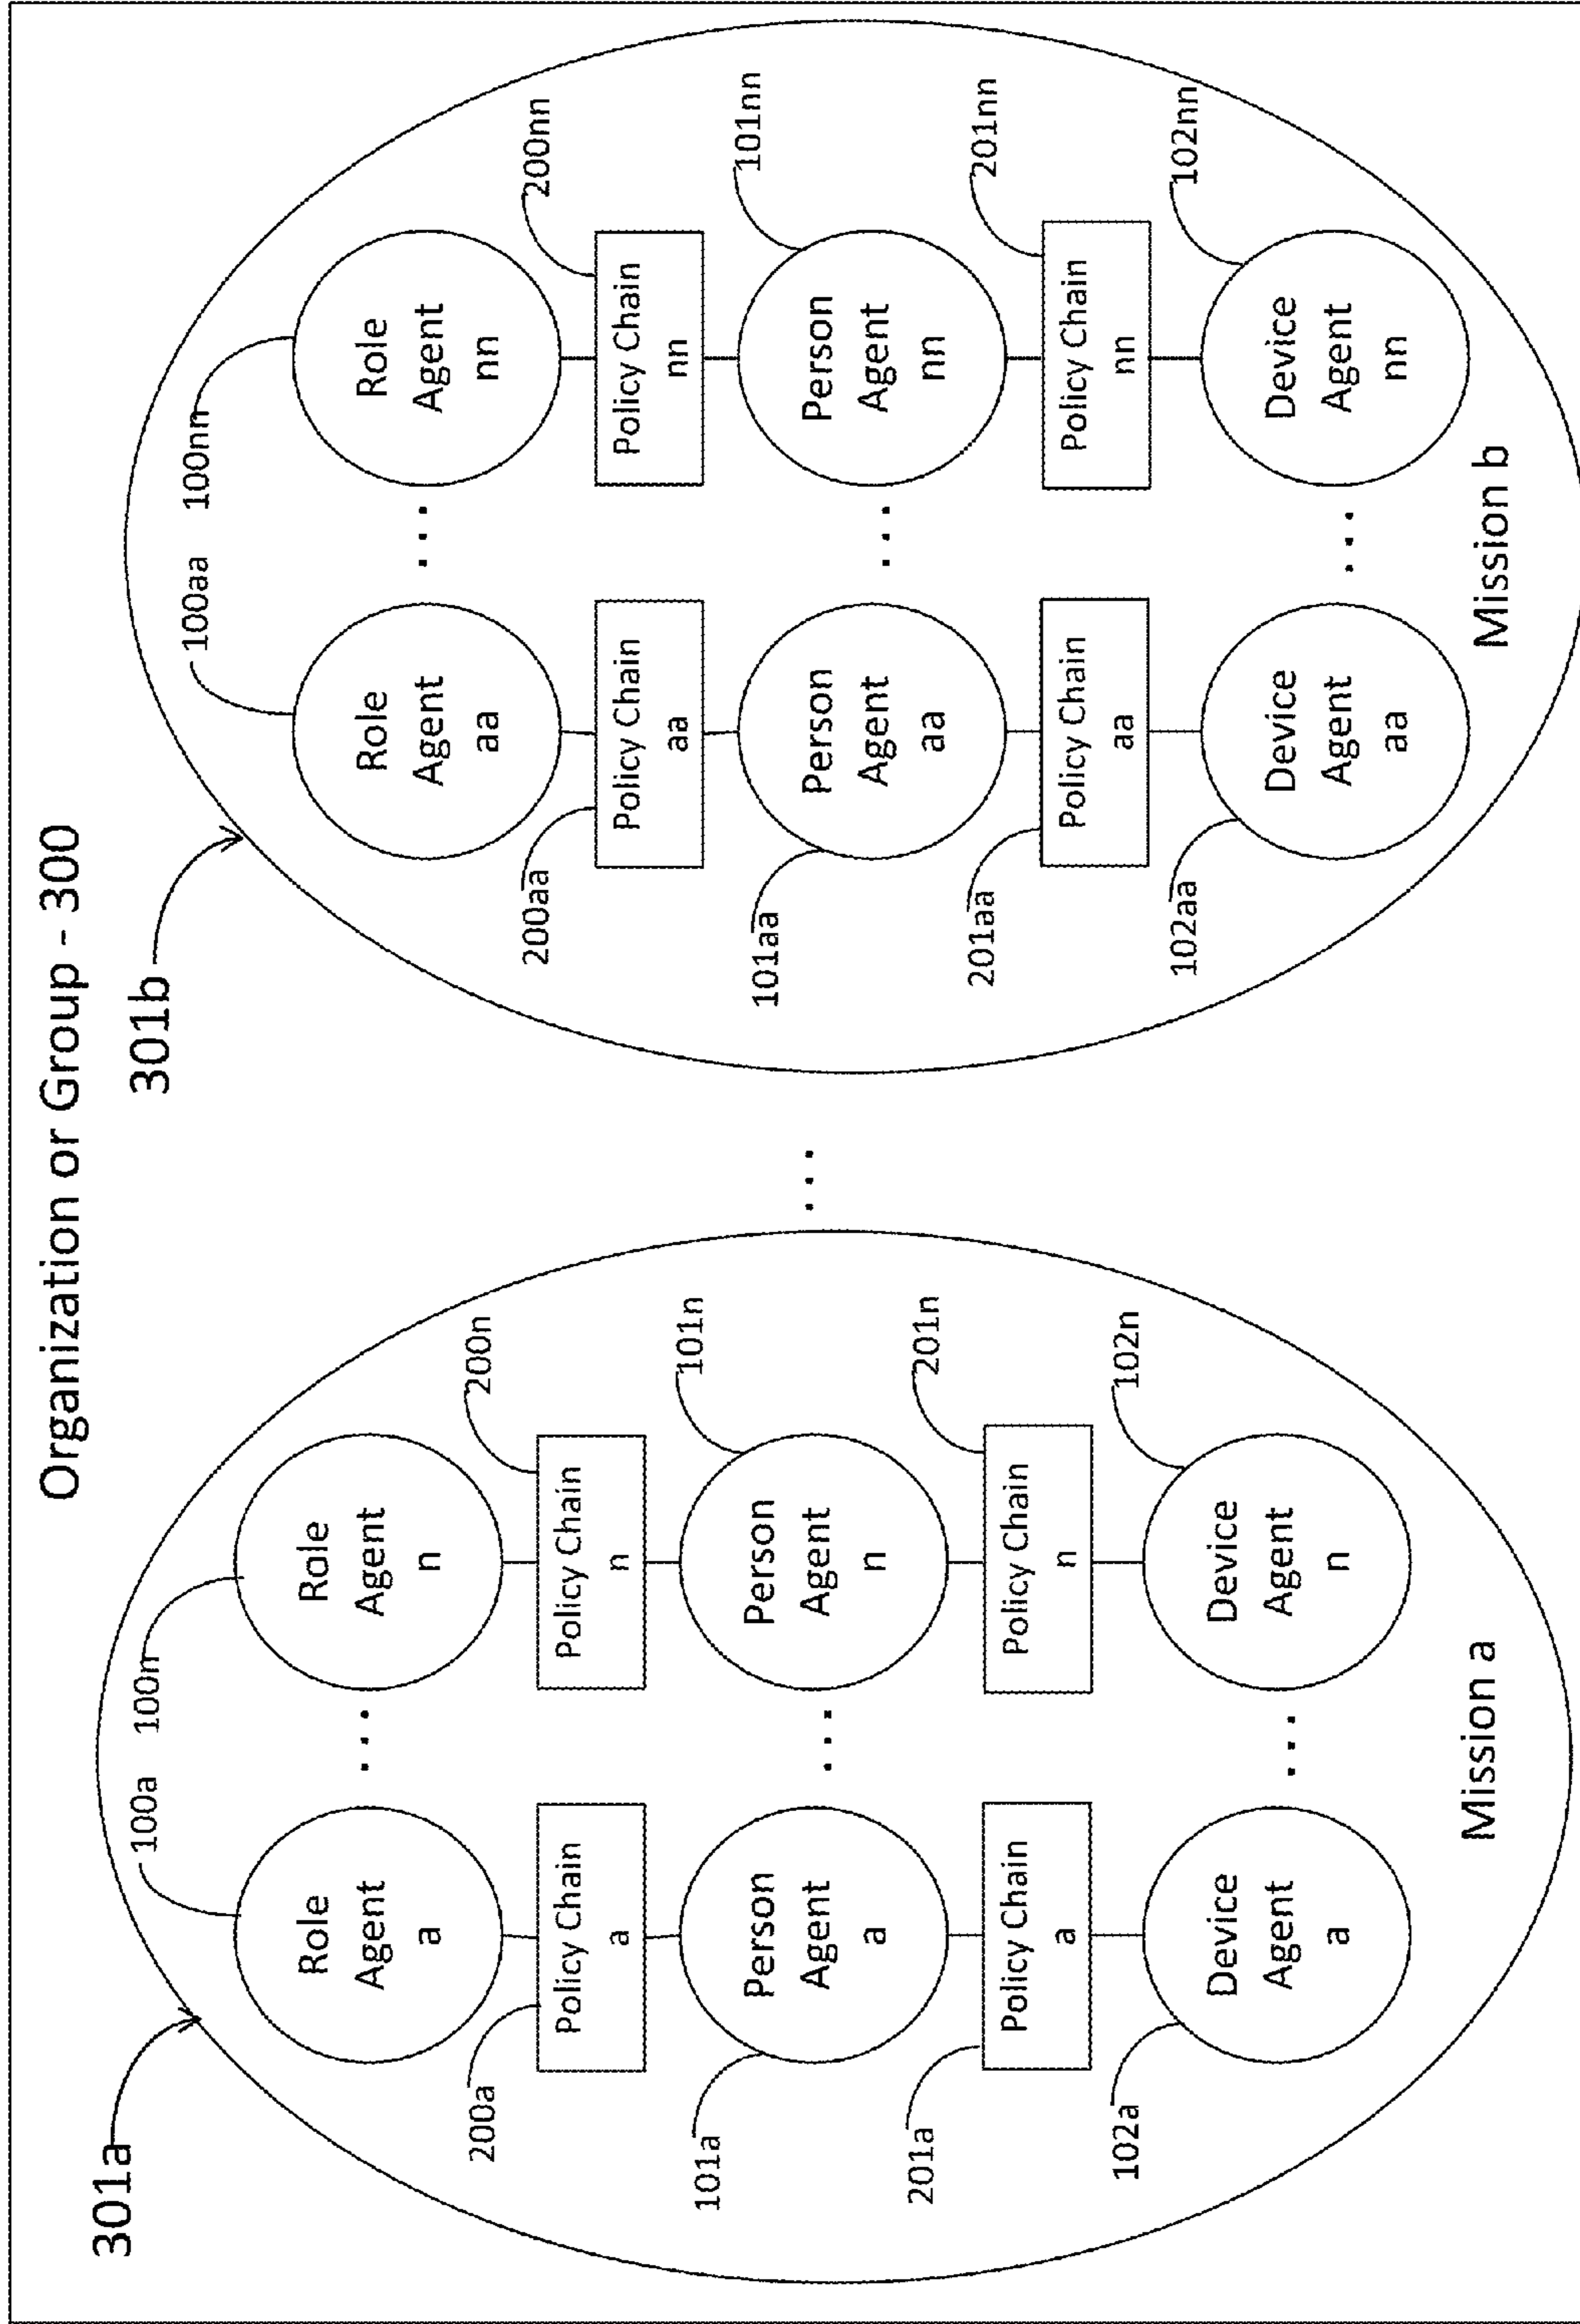 Organization or Group - 300
301a
301b
100a
100n
Role
Agent
a
...
Role
Agent
n
200a
200n
Policy Chain
a
Policy Chain
n
101a
101n
Person
Agent
a
...
Person
Agent
n
201a
201n
Policy Chain
a
Policy Chain
n
102a
102n
Device
Agent
a
...
Device
Agent
n
Mission a
...
100aa
100nn
Role
Agent
aa
...
Role
Agent
nn
200aa
200nn
Policy Chain
aa
Policy Chain
nn
101aa
101nn
Person
Agent
aa
...
Person
Agent
nn
201aa
201nn
Policy Chain
aa
Policy Chain
nn
102aa
102nn
Device
Agent
aa
...
Device
Agent
nn
Mission b